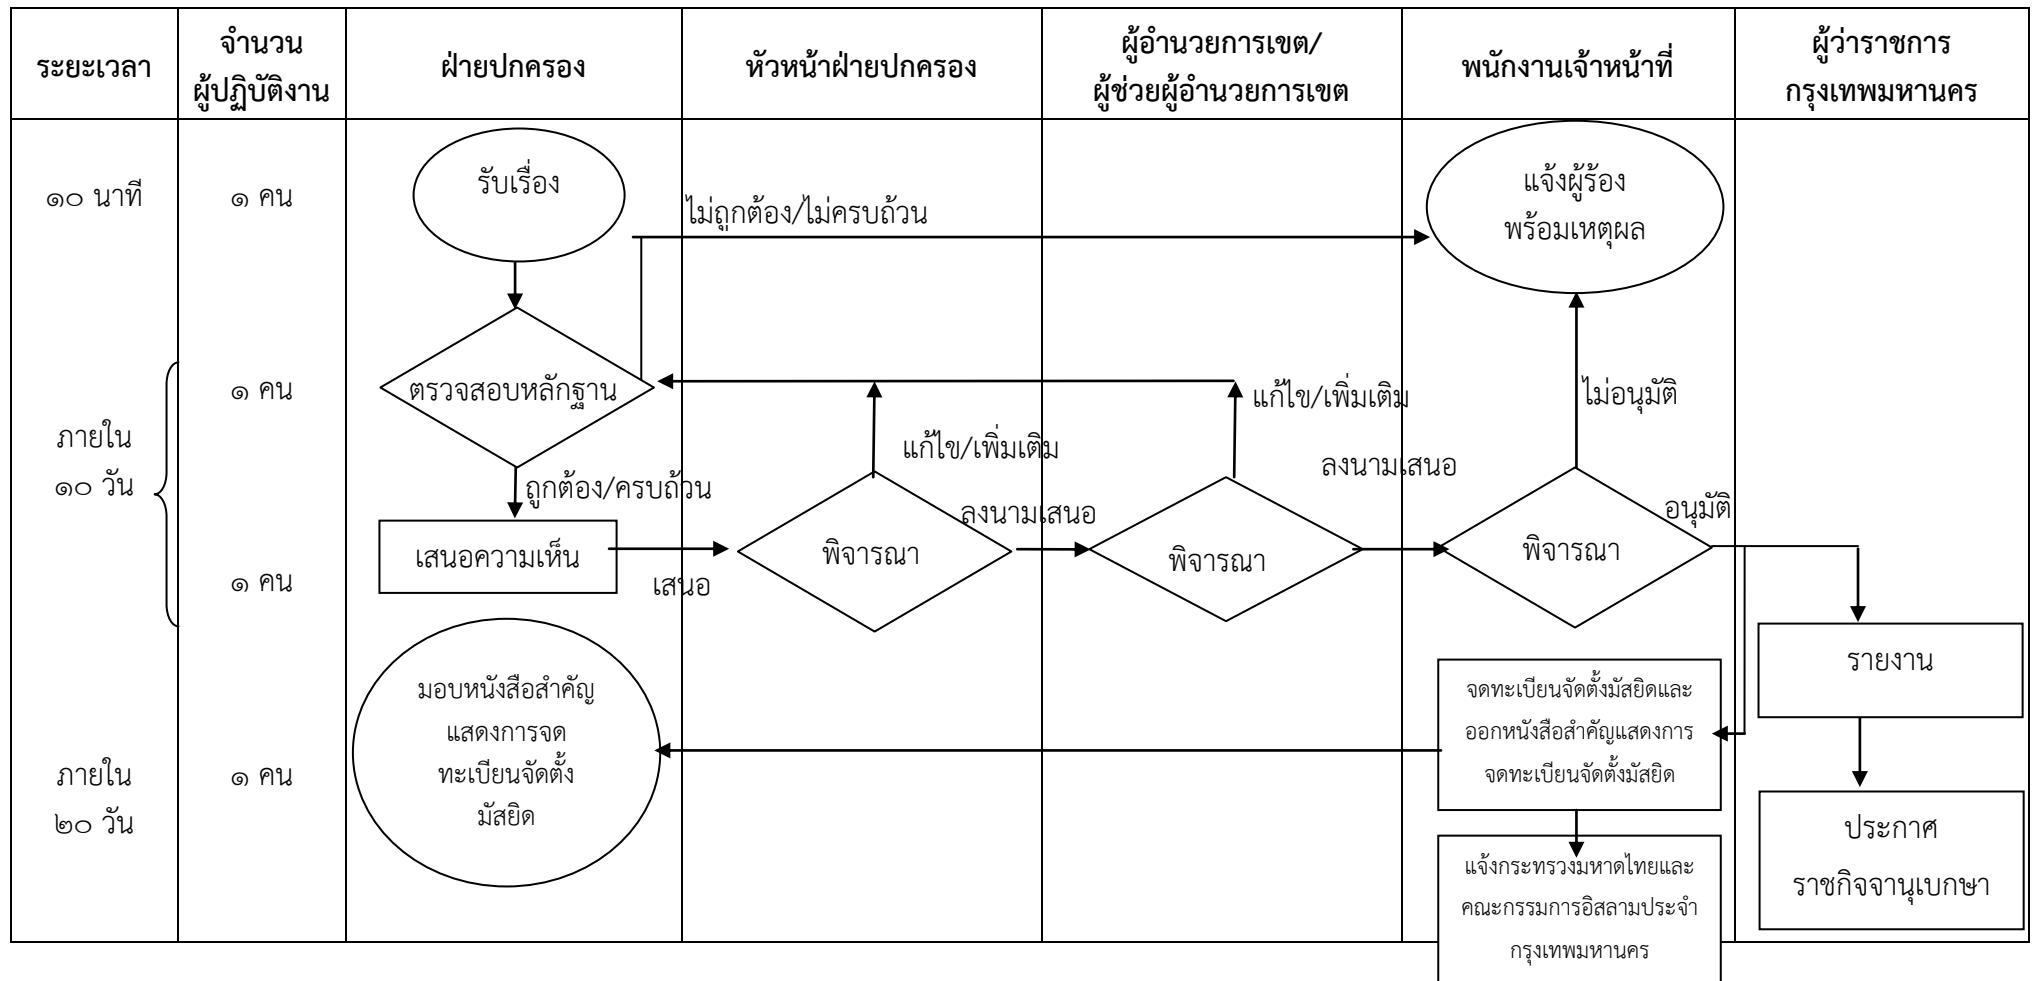 ระยะเวลา
จำนวน
ผู้ปฏิบัติงาน
ฝ่ายปกครอง
หัวหน้าฝ่ายปกครอง
ผู้อำนวยการเขต/
ผู้ช่วยผู้อำนวยการเขต
พนักงานเจ้าหน้าที่
ผู้ว่าราชการ
กรุงเทพมหานคร
๑๐ นาที
๑ คน
รับเรื่อง
ไม่ถูกต้อง/ไม่ครบถ้วน
แจ้งผู้ร้อง
พร้อมเหตุผล
ภายใน
๑๐ วัน
๑ คน
ตรวจสอบหลักฐาน
แก้ไข/เพิ่มเติม
แก้ไข/เพิ่มเติม
ไม่อนุมัติ
ถูกต้อง/ครบถ้วน
ลงนามเสนอ
ลงนามเสนอ
อนุมัติ
๑ คน
เสนอความเห็น
เสนอ
พิจารณา
พิจารณา
พิจารณา
รายงาน
ภายใน
๒๐ วัน
๑ คน
มอบหนังสือสำคัญ
แสดงการจด
ทะเบียนจัดตั้ง
มัสยิด
จดทะเบียนจัดตั้งมัสยิดและ
ออกหนังสือสำคัญแสดงการ
จดทะเบียนจัดตั้งมัสยิด
ประกาศ
ราชกิจจานุเบกษา
แจ้งกระทรวงมหาดไทยและ
คณะกรรมการอิสลามประจำ
กรุงเทพมหานคร